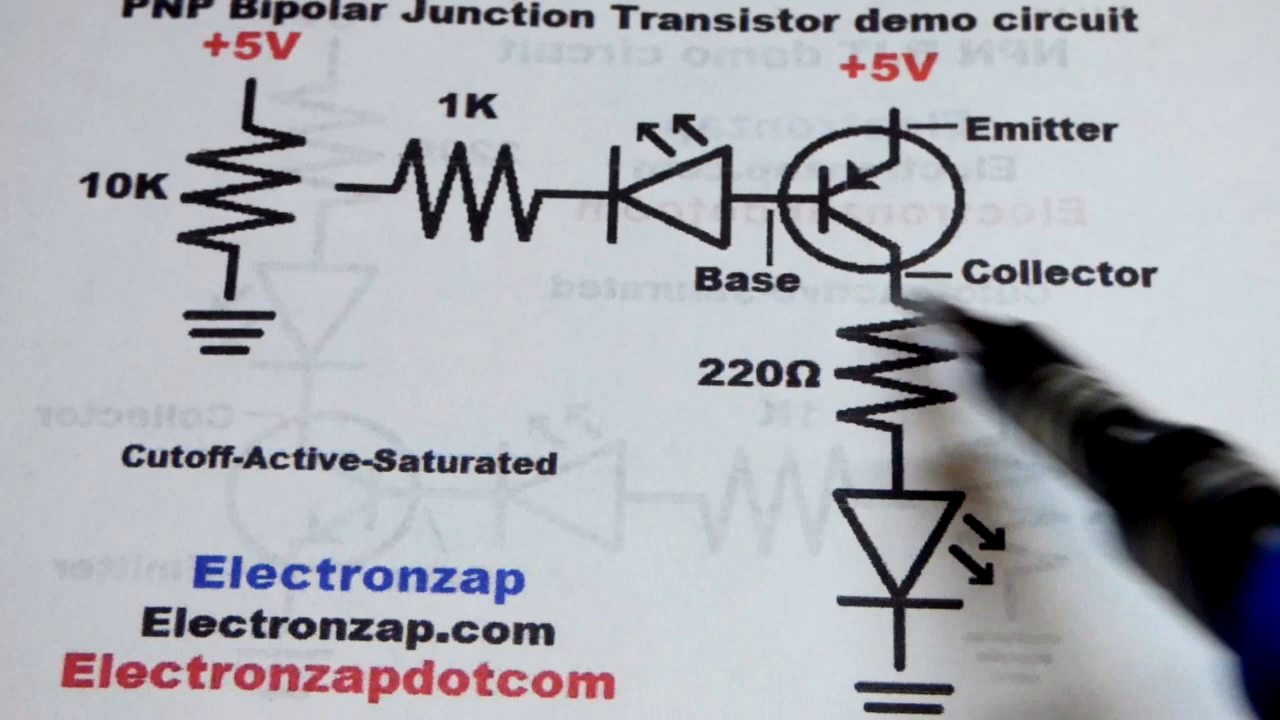 PNP Bipolar Junction Transistor demo circuit
+5V
+5V
1K
Emitter
10K
Base
Collector
220Ω
Cutoff-Active-Saturated
Electronzap
Electronzap.com
Electronzapdotcom